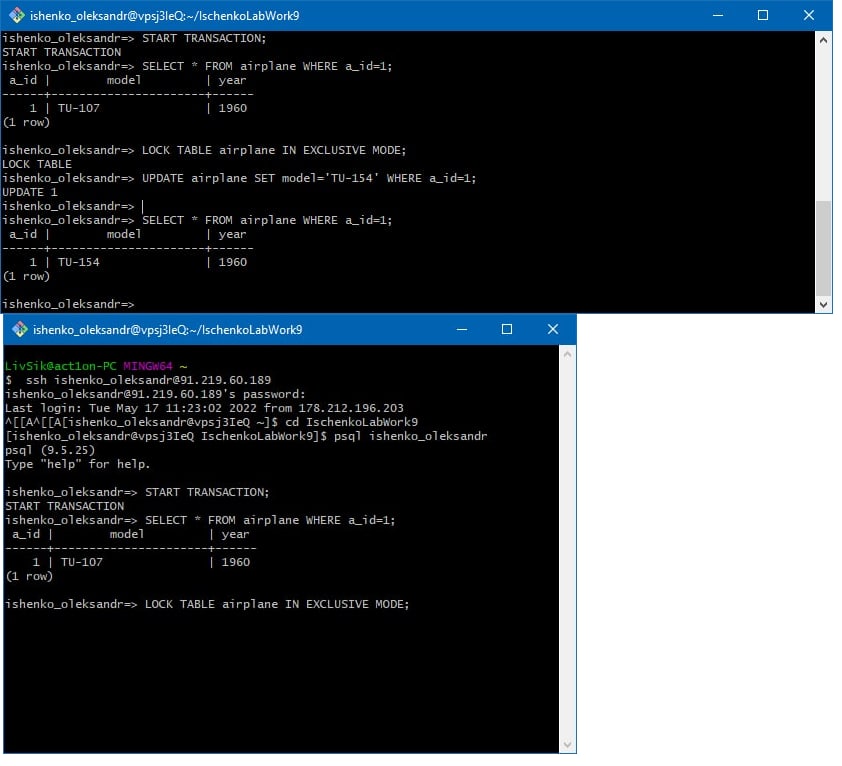 ishenko_oleksandr@vpsj3IeQ:~/IschenkoLabWork9
ishenko_oleksandr=> START TRANSACTION;
START TRANSACTION
ishenko_oleksandr=> SELECT * FROM airplane WHERE a_id=1;
 a_id |        model         | year
------+----------------------+------
    1 | TU-107               | 1960
(1 row)
ishenko_oleksandr=> LOCK TABLE airplane IN EXCLUSIVE MODE;
LOCK TABLE
ishenko_oleksandr=> UPDATE airplane SET model='TU-154' WHERE a_id=1;
UPDATE 1
ishenko_oleksandr=>
ishenko_oleksandr=> SELECT * FROM airplane WHERE a_id=1;
 a_id |        model         | year
------+----------------------+------
    1 | TU-154               | 1960
(1 row)
ishenko_oleksandr=>
ishenko_oleksandr@vpsj3IeQ:~/IschenkoLabWork9
LivSik@act1on-PC MINGW64 ~
$  ssh ishenko_oleksandr@91.219.60.189
ishenko_oleksandr@91.219.60.189's password:
Last login: Tue May 17 11:23:02 2022 from 178.212.196.203
^[[A^[[A[ishenko_oleksandr@vpsj3IeQ ~]$ cd IschenkoLabWork9
[ishenko_oleksandr@vpsj3IeQ IschenkoLabWork9]$ psql ishenko_oleksandr
psql (9.5.25)
Type "help" for help.
ishenko_oleksandr=> START TRANSACTION;
START TRANSACTION
ishenko_oleksandr=> SELECT * FROM airplane WHERE a_id=1;
 a_id |        model         | year
------+----------------------+------
    1 | TU-107               | 1960
(1 row)
ishenko_oleksandr=> LOCK TABLE airplane IN EXCLUSIVE MODE;